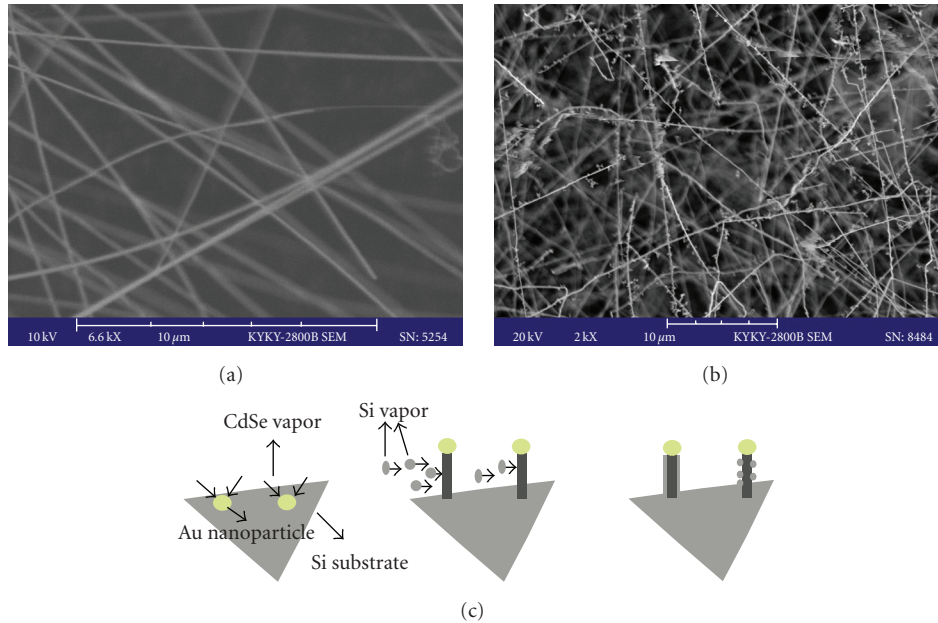 10 kV 6.6 kX 10 μm KYKY-2800B SEM SN: 5254
20 kV 2 kX 10 μm KYKY-2800B SEM SN: 8484
(a)
(b)
CdSe vapor
Si vapor
Au nanoparticle
Si substrate
(c)